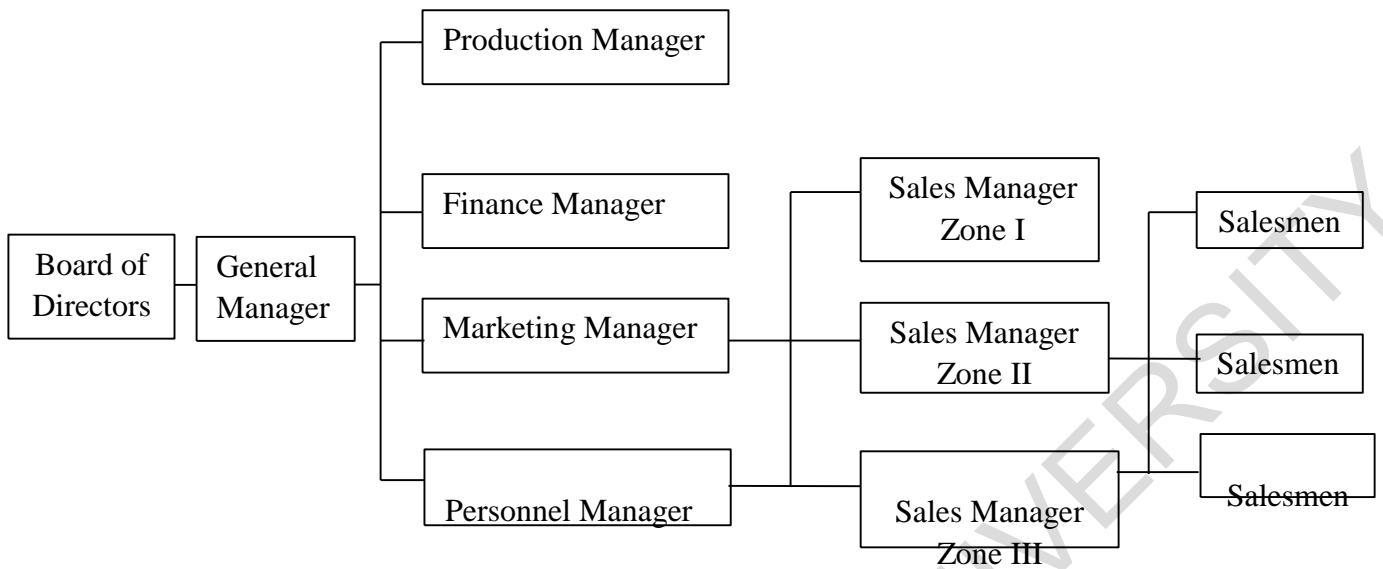 Production Manager
Finance Manager
Sales Manager
Zone I
Salesmen
Board of
Directors
General
Manager
Marketing Manager
Sales Manager
Zone II
Salesmen
Personnel Manager
Sales Manager
Zone III
Salesmen
VERSITY